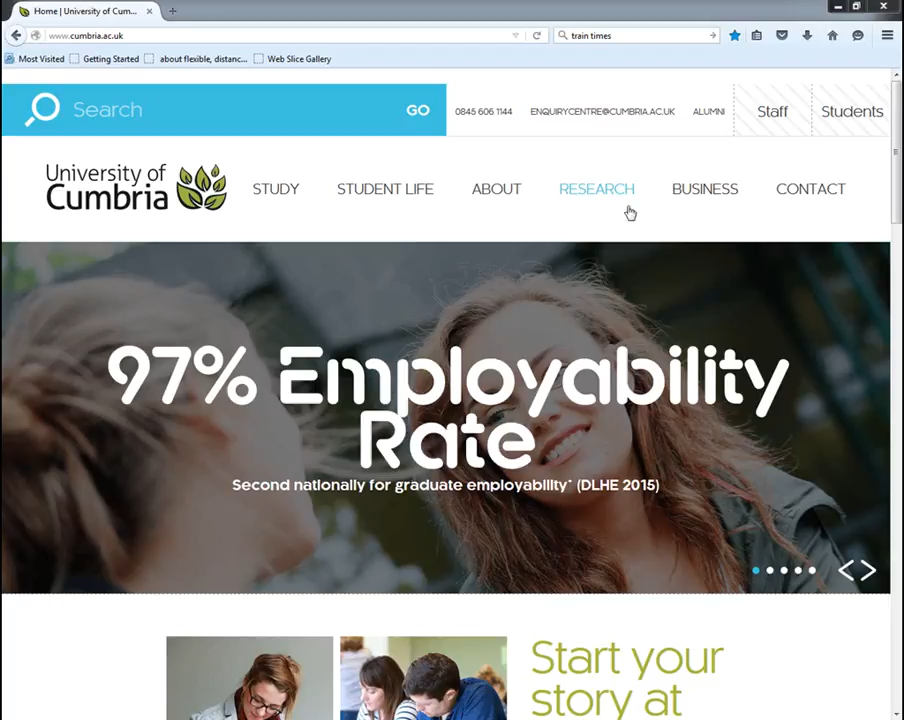 Home | University of Cum...
www.cumbria.ac.uk
train times
Most Visited
Getting Started
about flexible, distanc...
Web Slice Gallery
Search
GO
0845 606 1144
ENQUIRYCENTRE@CUMBRIA.AC.UK
ALUMNI
Staff
Students
University of
Cumbria
STUDY
STUDENT LIFE
ABOUT
RESEARCH
BUSINESS
CONTACT
97% Employability
Rate
Second nationally for graduate employability* (DLHE 2015)
Start your
story at